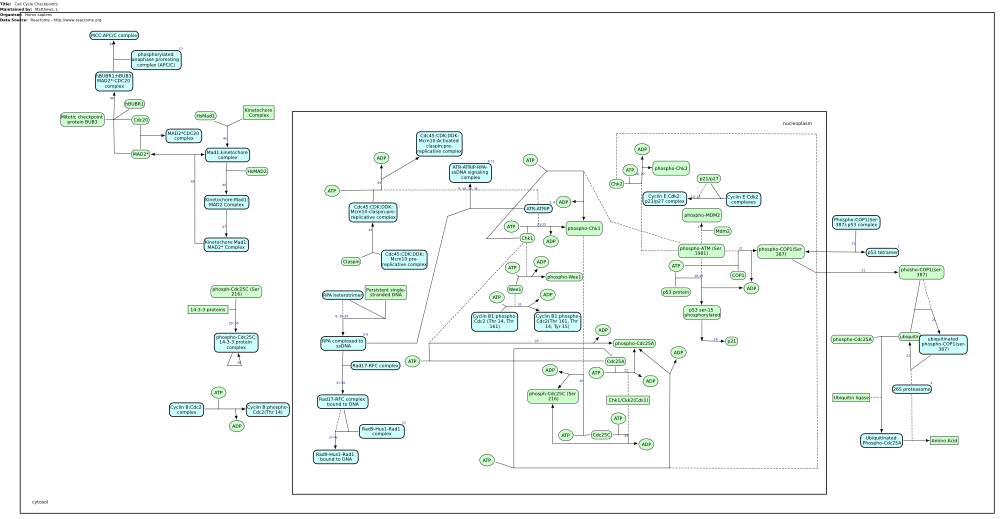 Title: Cell Cycle Checkpoints
Maintained by: Matthews, L
Organism: Homo sapiens
Data Source: Reactome - http://www.reactome.org
MCC:APC/C complex
phosphorylated
anaphase promoting
complex (APC/C)
hBUBR1:hBUB3:
MAD2*:CDC20
complex
hBUBR1
Mitotic checkpoint
protein BUB3
Cdc20
MAD2*CDC20
complex
MAD2*
HsMad1
Kinetochore
Complex
Mad1:kinetochore
complex
HsMAD2
Kinetochore:Mad1
MAD2 Complex
Kinetochore:Mad1
MAD2* Complex
phosph-Cdc25C (Ser
216)
14-3-3 proteins
phospho-Cdc25C:
14-3-3 protein
complex
Cyclin B:Cdc2
complex
ATP
ADP
Cyclin B:phospho-
Cdc2(Thr 14)
cytosol
nucleoplasm
Cdc45:CDK:DDK:
Mcm10:Activated
claspin:pre-
replicative complex
ADP
ATP
ATR-ATRIP-RPA-
ssDNA signaling
complex
Cdc45:CDK:DDK:
Mcm10:claspin:pre-
replicative complex
Claspin
Cdc45:CDK:DDK:
Mcm10:pre-
replicative complex
RPA heterotrimer
Persistent single-
stranded DNA
RPA complexed to
ssDNA
Rad17-RFC complex
Rad17-RFC complex
bound to DNA
Rad9-Hus1-Rad1
complex
Rad9-Hus1-Rad1
bound to DNA
ATP
ATR-ATRIP
ADP
ATP
Chk1
ADP
phospho-Chk1
ATP
ADP
phospho-Wee1
Wee1
ATP
ADP
Cyclin B1:phospho-
Cdc2 (Thr 14, Thr
161)
Cyclin B1:phospho-
Cdc2(Thr 161, Thr
14, Tyr 15)
ADP
phospho-Cdc25A
ATP
Cdc25A
ADP
ADP
ATP
ADP
phosph-Cdc25C (Ser
216)
Chk1/Chk2(Cds1)
ATP
ATP
Cdc25C
ADP
ATP
ADP
ATP
phospho-Chk2
Chk2
p21/p27
Cyclin E:Cdk2:
p21/p27 complex
Cyclin E:Cdk2
complexes
phospho-MDM2
Mdm2
phospho-ATM (Ser
1981)
phospho-COP1(Ser
387)
ATP
COP1
ADP
p53 protein
p53 ser-15
phosphorylated
p21
Phospho-COP1(Ser
387):p53 complex
p53 tetramer
phosho-COP1(ser-
387)
phospho-Cdc25A
ubiquitin
ubiquitinated
phospho-COP1(ser-
387)
26S proteasome
Ubiquitin ligase
Ubiquitinated
Phospho-Cdc25A
Amino Acid